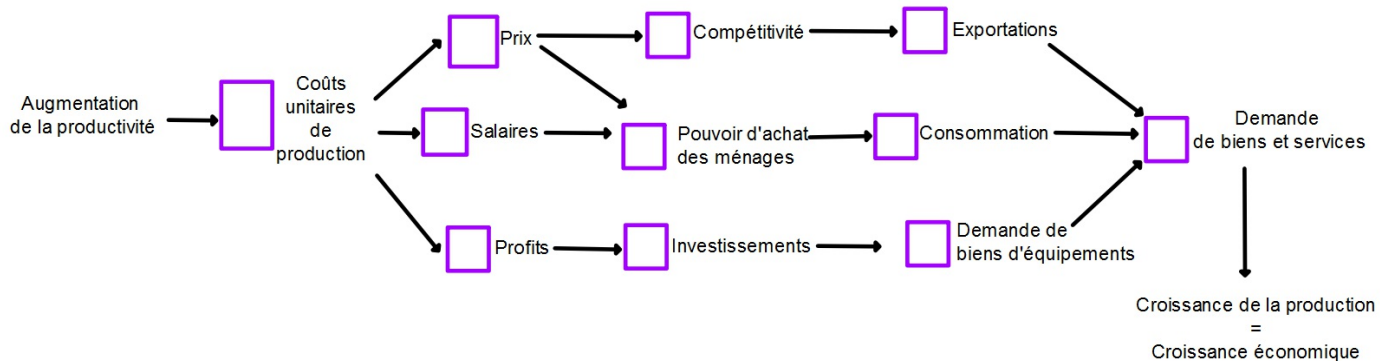 Augmentation
de la productivité
Coûts
unitaires
de
production
Prix
Compétitivité
Exportations
Salaires
Pouvoir d'achat
des ménages
Consommation
Profits
Investissements
Demande de
biens d'équipements
Demande
de biens et services
Croissance de la production
=
Croissance économique